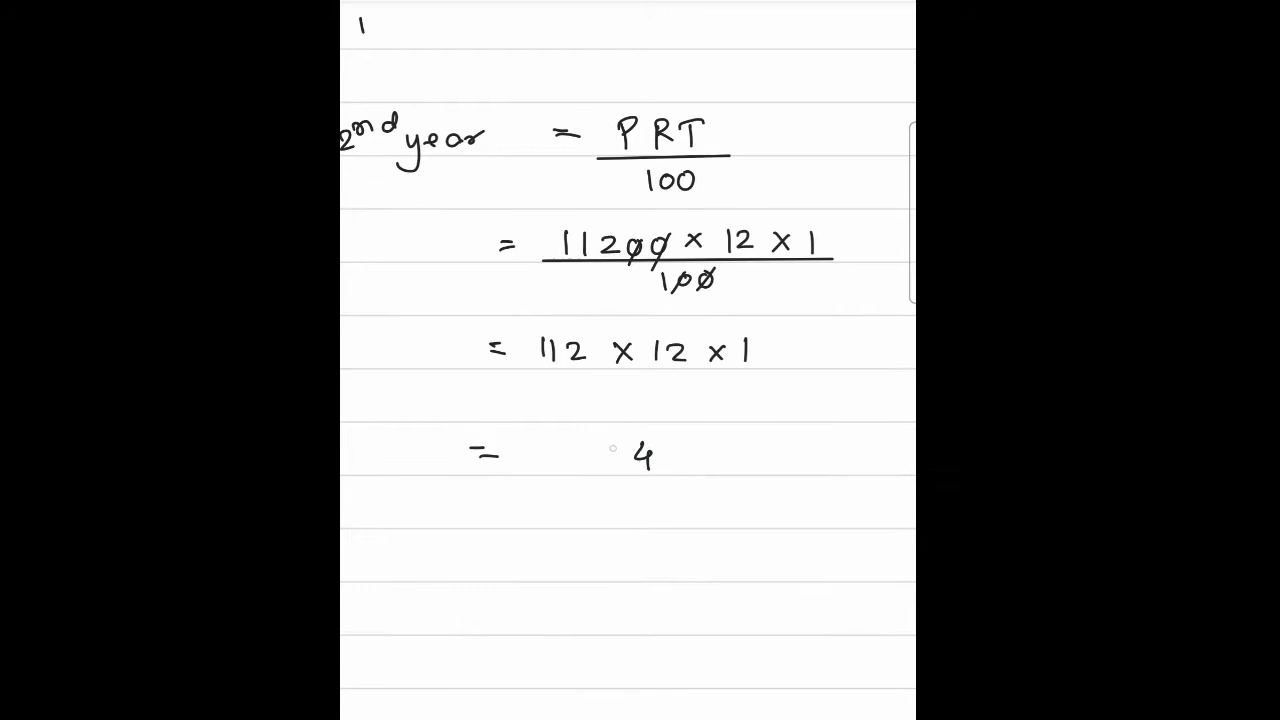 1
2nd year = PRT
100
= 11200 × 12 × 1
100
= 112 × 12 × 1
= 4